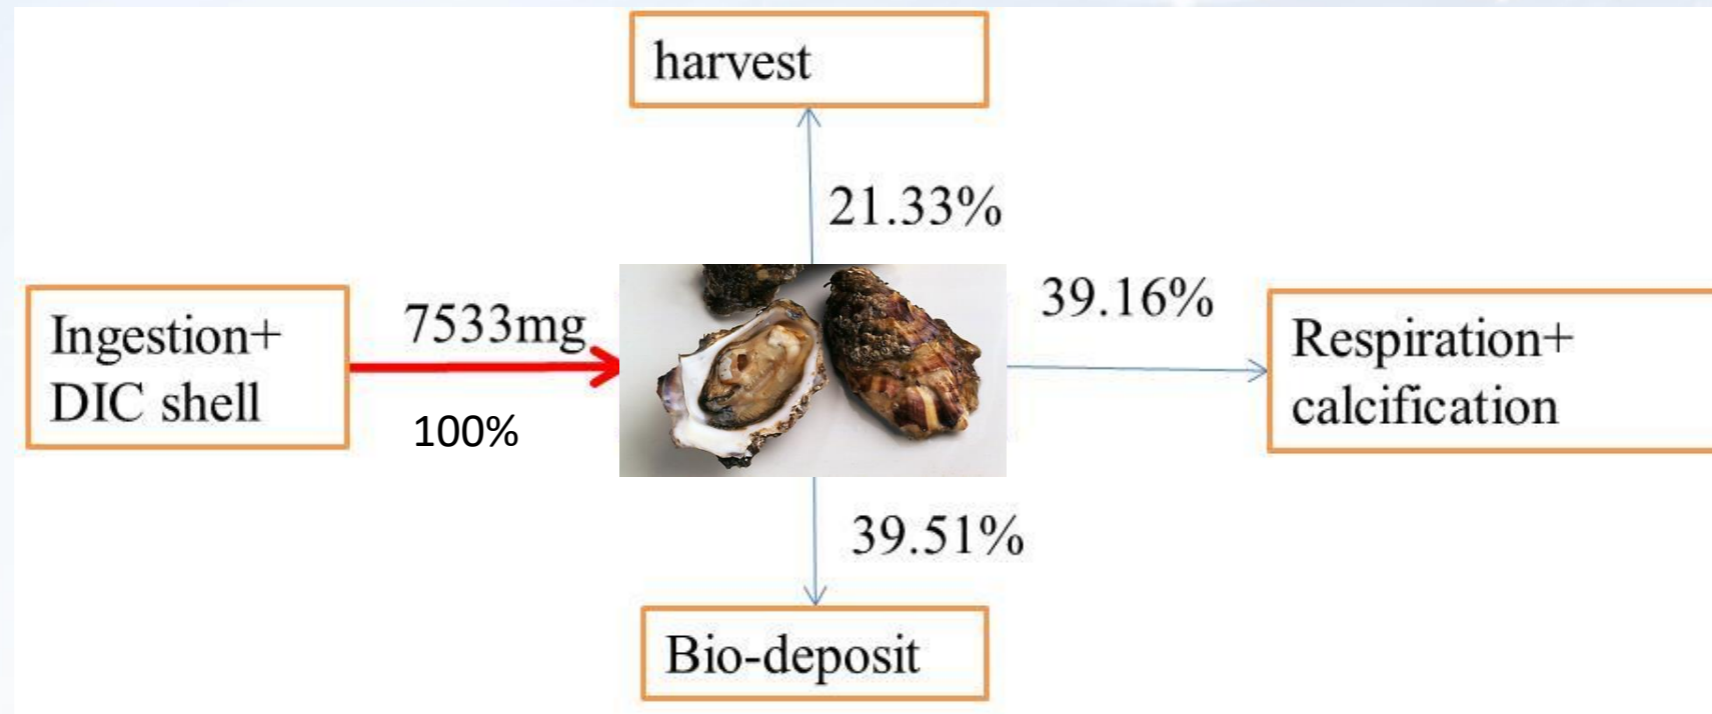 harvest
21.33%
Ingestion+
DIC shell
7533mg
100%
39.16%
Respiration+
calcification
39.51%
Bio-deposit